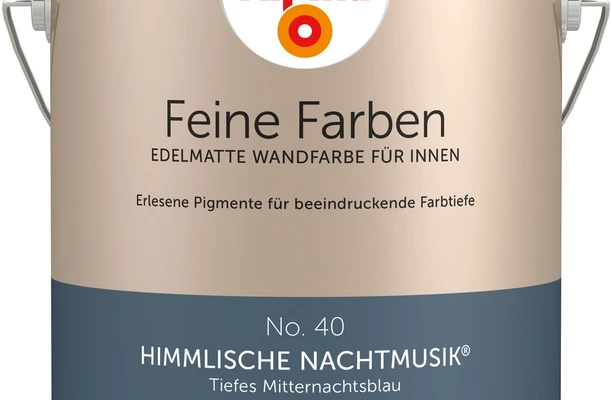 Feine Farben
EDELMATTE WANDFARBE FÜR INNEN
Erlesene Pigmente für beeindruckende Farbtiefe
No. 40
HIMMLISCHE NACHTMUSIK®
Tiefes Mitternachtsblau